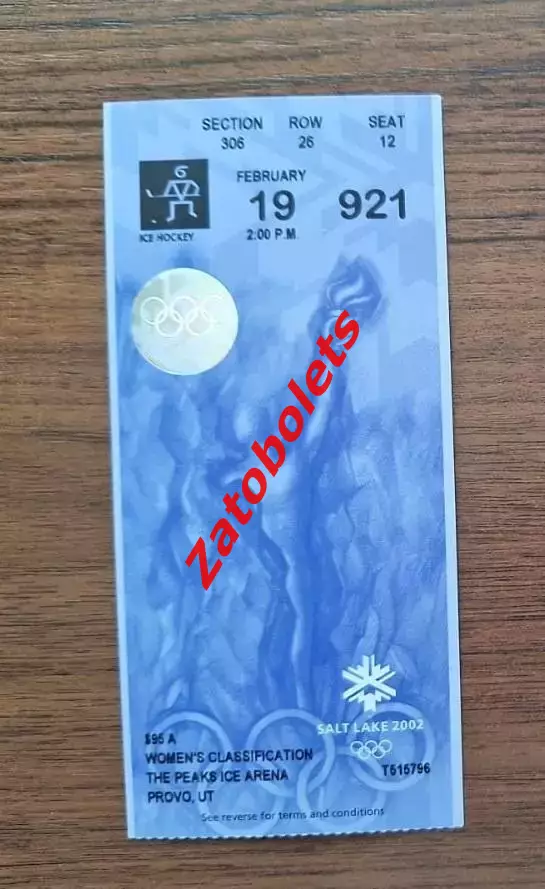 SECTION ROW SEAT
306 26 12
FEBRUARY
19 921
2:00 P.M.
ICE HOCKEY
Zatobolets
SALT LAKE 2002
$95 A
WOMEN'S CLASSIFICATION
THE PEAKS ICE ARENA
PROVO, UT
T515796
See reverse for terms and conditions